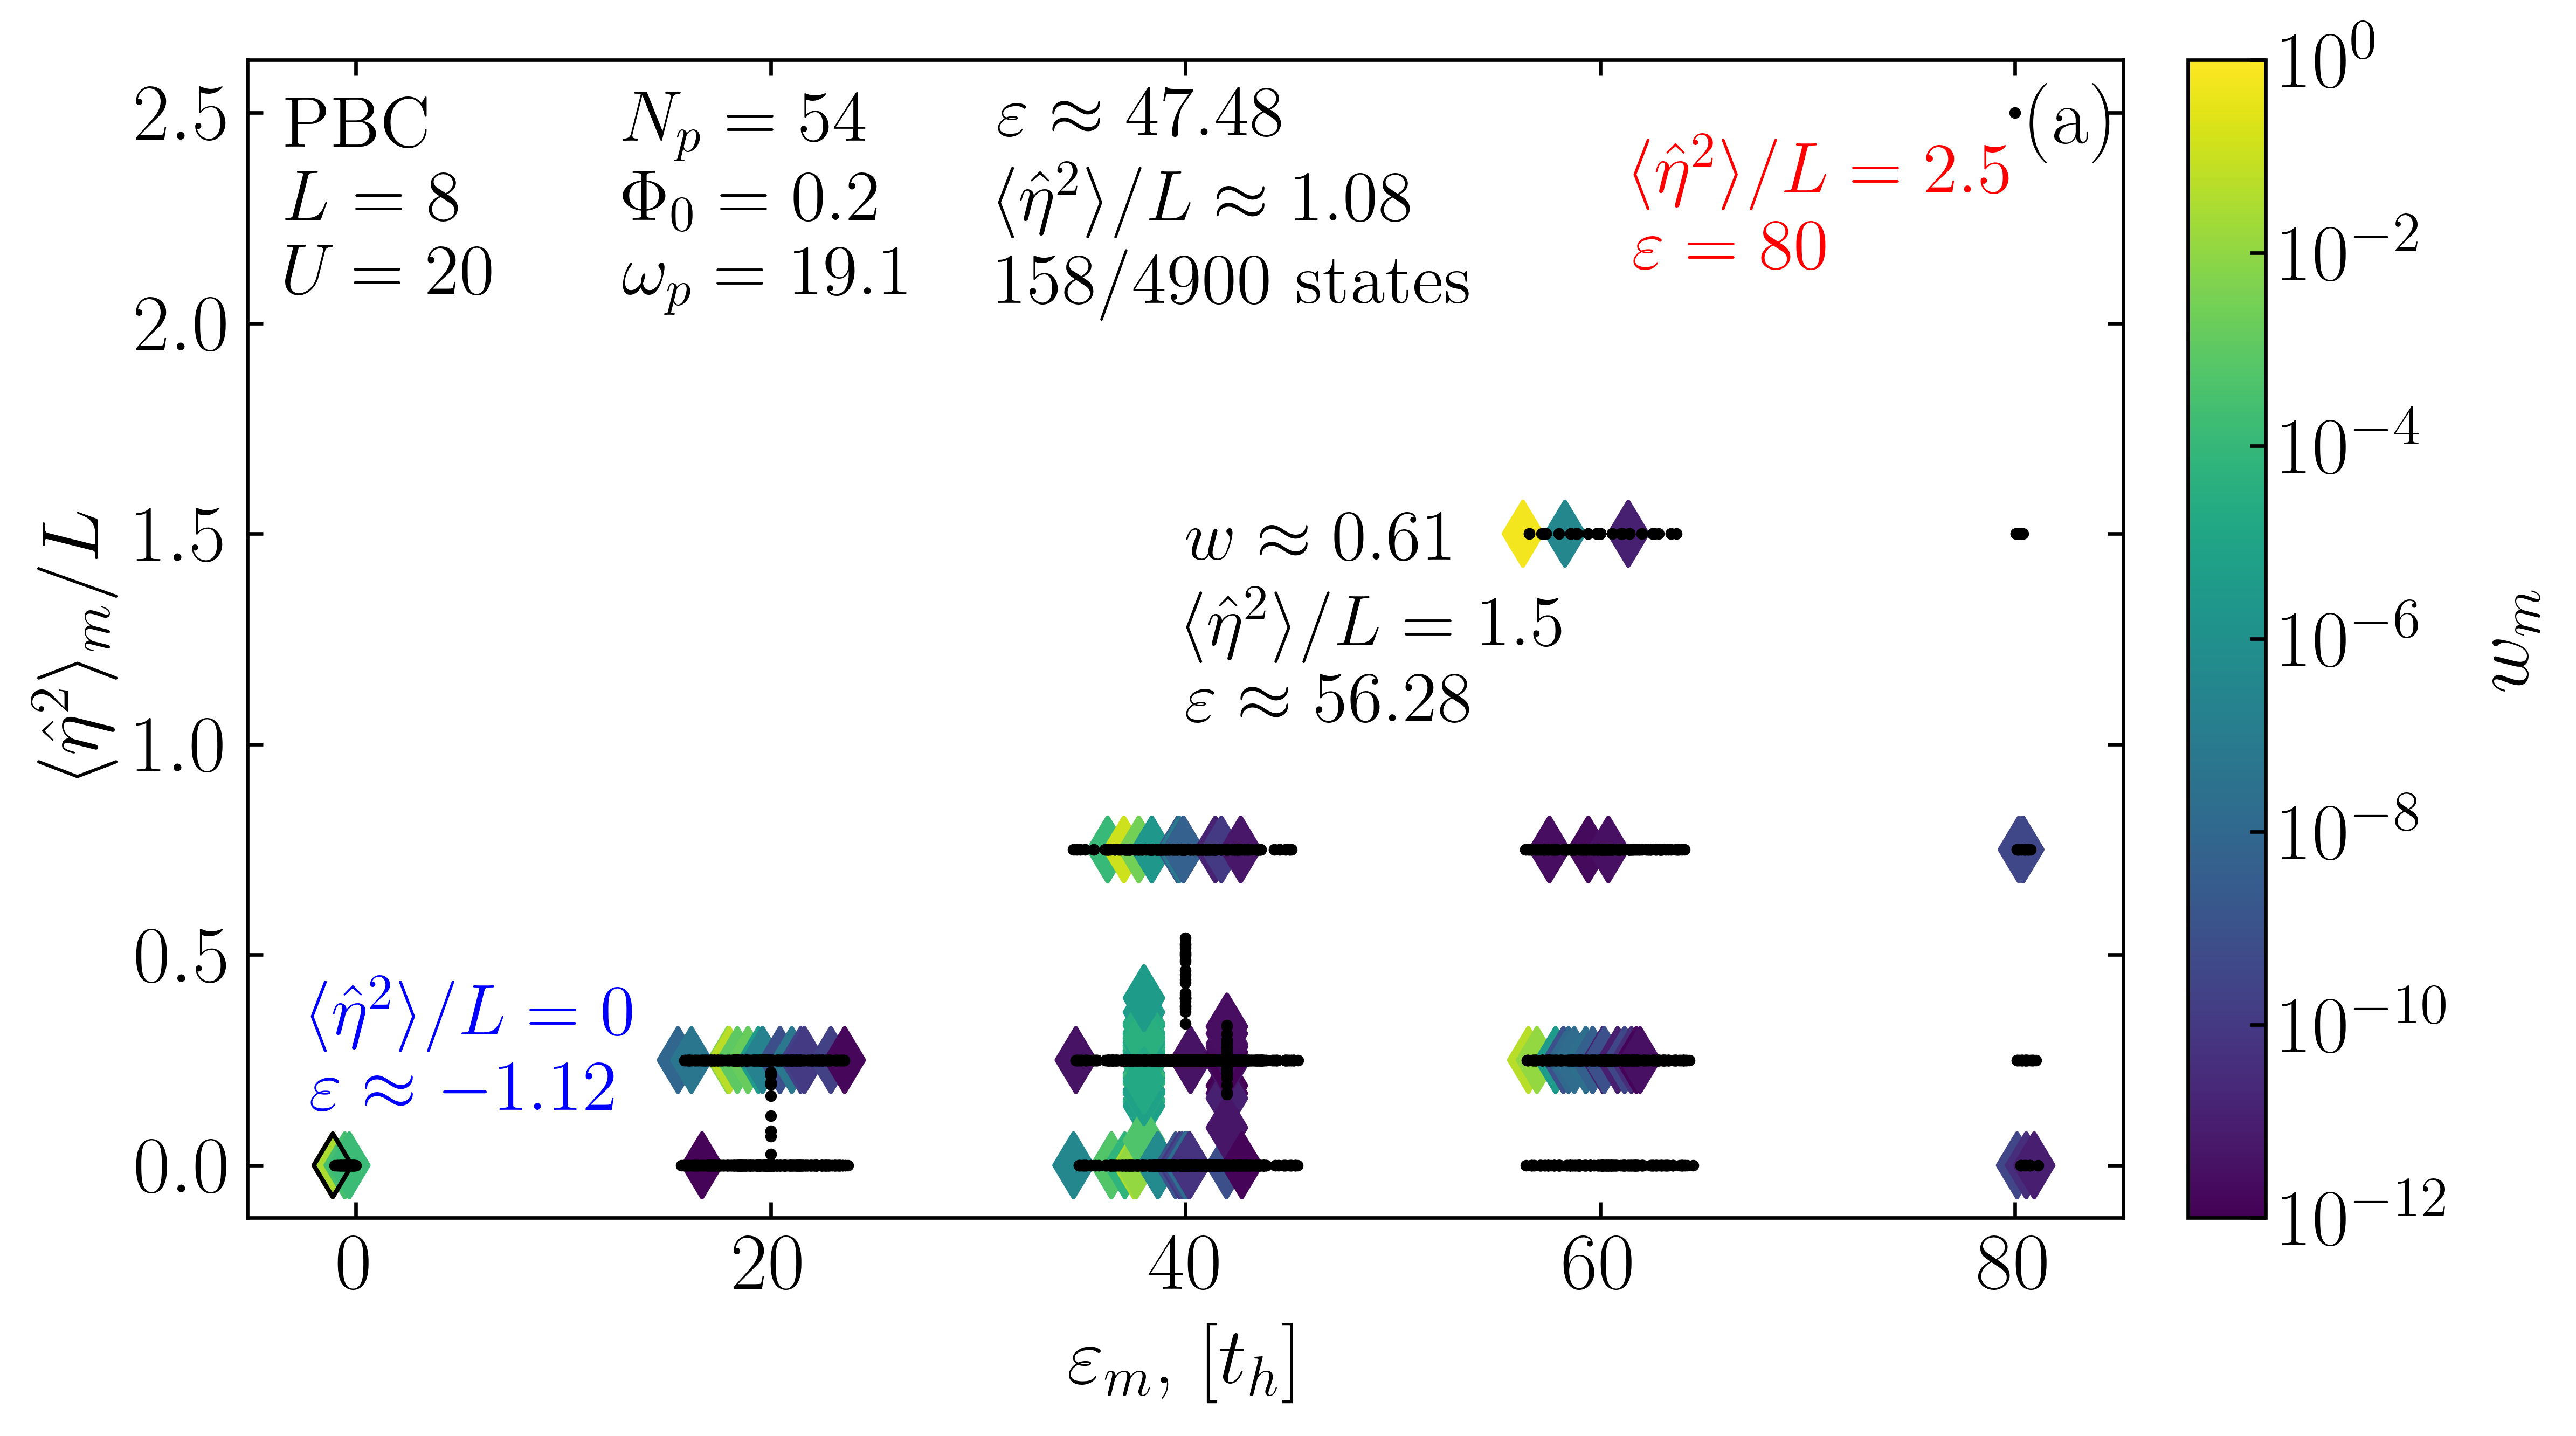 PBC
L = 8
U = 20
N_p = 54
Φ_0 = 0.2
ω_p = 19.1
ε ≈ 47.48
⟨η̂²⟩/L ≈ 1.08
158/4900 states
⟨η̂²⟩/L = 2.5
ε = 80
(a)
w ≈ 0.61
⟨η̂²⟩/L = 1.5
ε ≈ 56.28
⟨η̂²⟩/L = 0
ε ≈ −1.12
⟨η̂²⟩_m/L
2.5
2.0
1.5
1.0
0.5
0.0
0
20
40
60
80
ε_m, [t_h]
10⁰
10⁻²
10⁻⁴
10⁻⁶
10⁻⁸
10⁻¹⁰
10⁻¹²
w_m